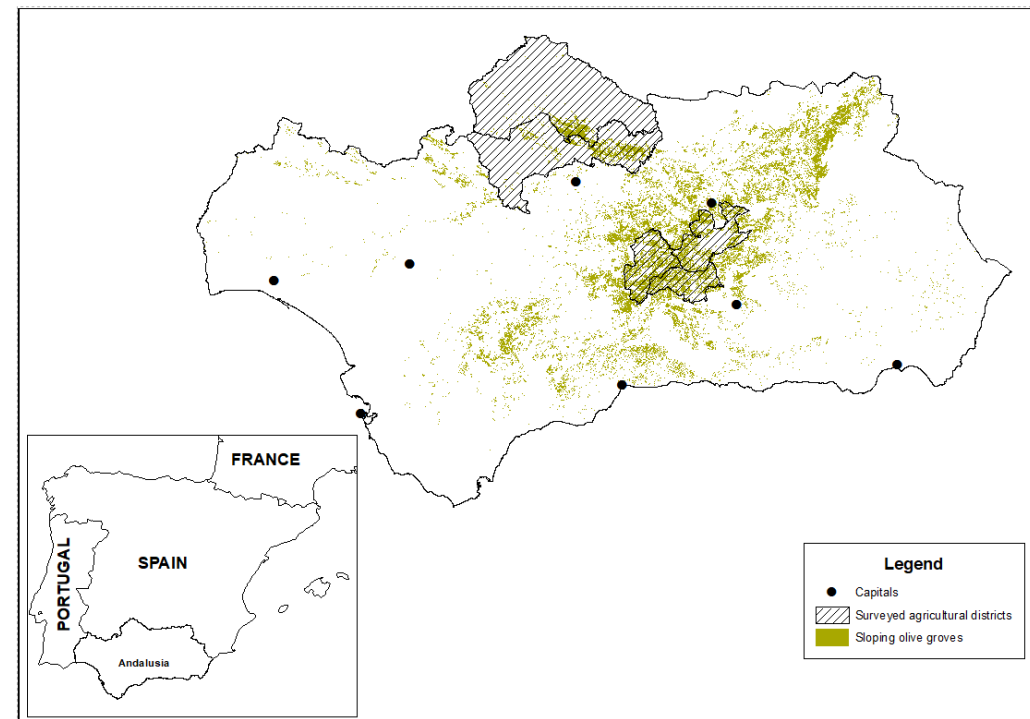 FRANCE
PORTUGAL
SPAIN
Andalusia
Legend
Capitals
Surveyed agricultural districts
Sloping olive groves